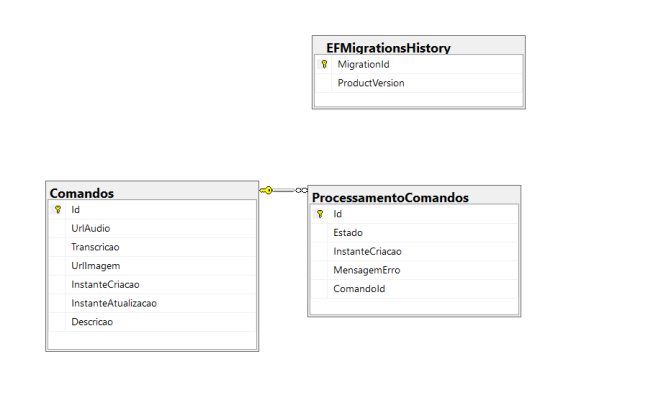 EFMigrationsHistory
MigrationId
ProductVersion
Comandos
Id
UrlAudio
Transcricao
UrlImagem
InstanteCriacao
InstanteAtualizacao
Descricao
ProcessamentoComandos
Id
Estado
InstanteCriacao
MensagemErro
ComandoId